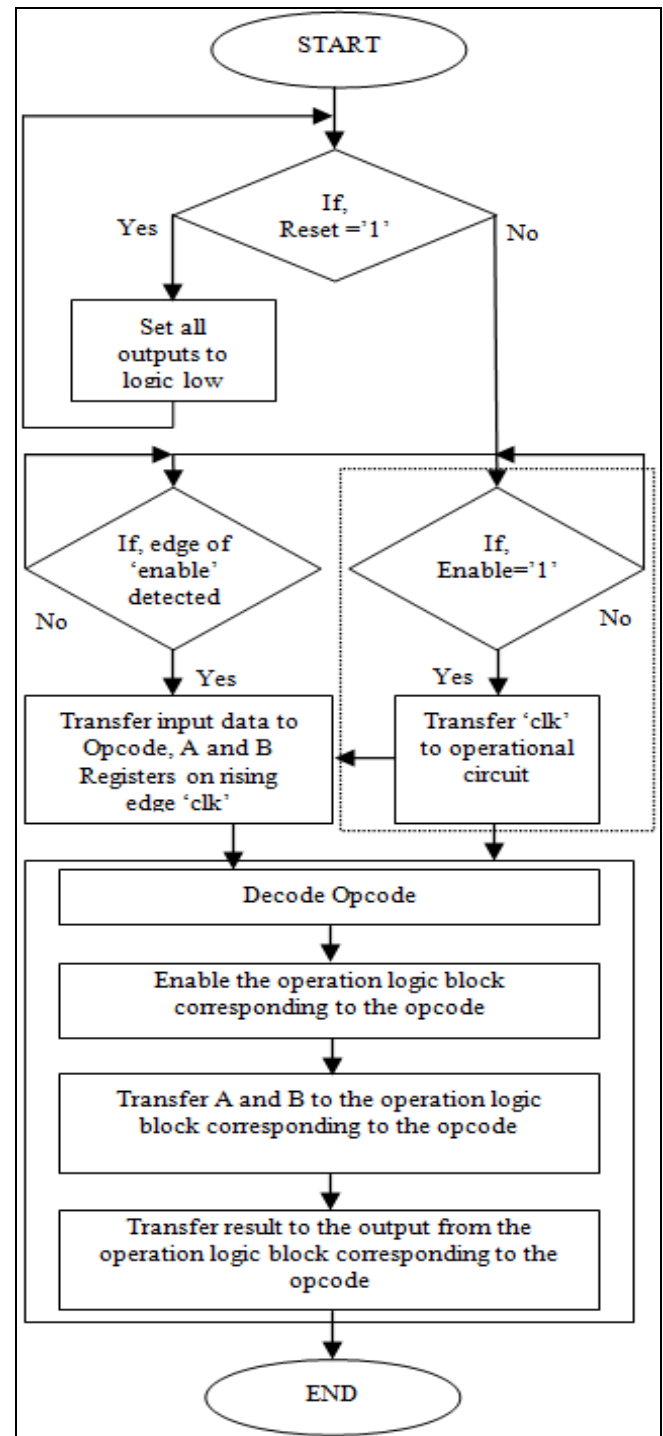 START
If,
Reset =’1’
Yes
No
Set all
outputs to
logic low
If, edge of
‘enable’
detected
No
Yes
If,
Enable=’1’
No
Yes
Transfer input data to
Opcode, A and B
Registers on rising
edge ‘clk’
Transfer ‘clk’
to operational
circuit
Decode Opcode
Enable the operation logic block
corresponding to the opcode
Transfer A and B to the operation logic
block corresponding to the opcode
Transfer result to the output from the
operation logic block corresponding to the
opcode
END